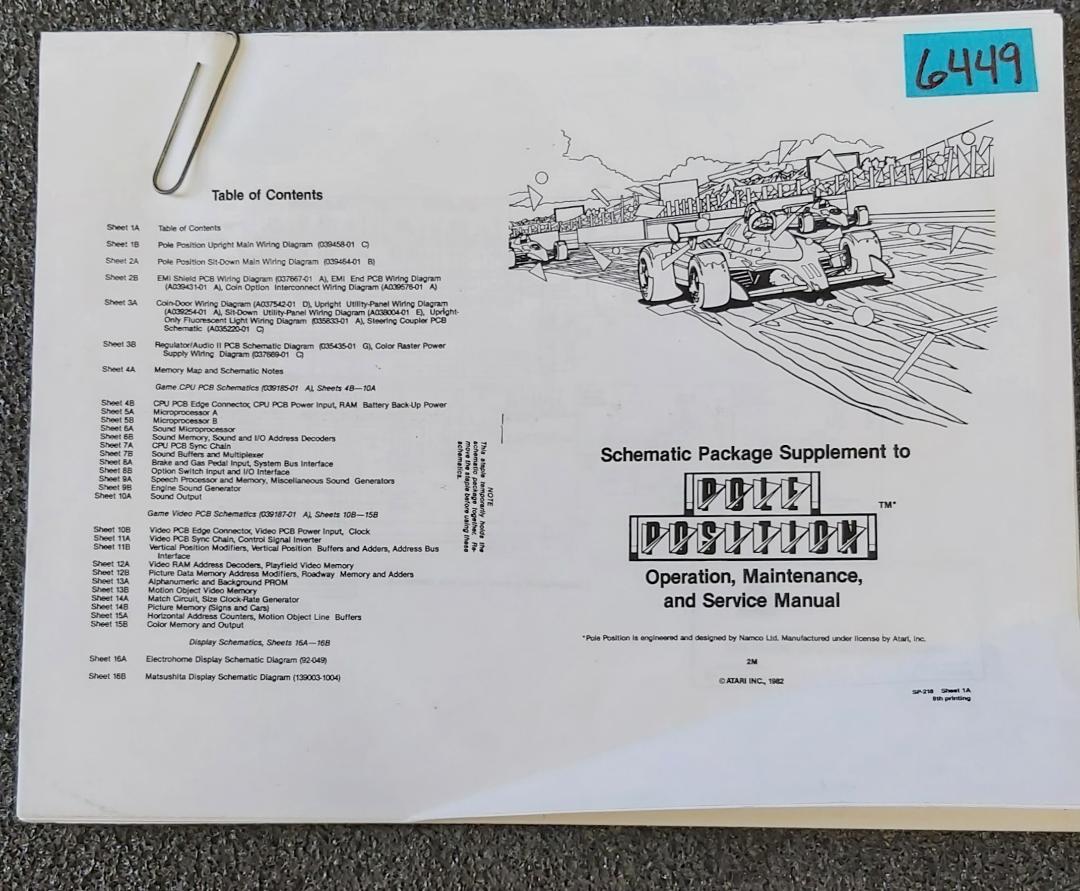 6449
Table of Contents
Sheet 1A Table of Contents
Sheet 1B Pole Position Upright Main Wiring Diagram (039458-01 C)
Sheet 2A Pole Position Sit-Down Main Wiring Diagram (039464-01 B)
Sheet 2B EMI Shield PCB Wiring Diagram (037667-01 A), EMI End PCB Wiring Diagram
(A039431-01 A), Coin Option Interconnect Wiring Diagram (A039576-01 A)
Sheet 3A Coin-Door Wiring Diagram (A037542-01 D), Upright Utility-Panel Wiring Diagram
(A039254-01 A), Sit-Down Utility-Panel Wiring Diagram (A038004-01 E), Upright-
Only Fluorescent Light Wiring Diagram (035833-01 A), Steering Coupler PCB
Schematic (A035220-01 C)
Sheet 3B Regulator/Audio II PCB Schematic Diagram (035435-01 G), Color Raster Power
Supply Wiring Diagram (037669-01 C)
Sheet 4A Memory Map and Schematic Notes
Game CPU PCB Schematics (039185-01 A), Sheets 4B—10A
Sheet 4B CPU PCB Edge Connector, CPU PCB Power Input, RAM Battery Back-Up Power
Sheet 5A Microprocessor A
Sheet 5B Microprocessor B
Sheet 6A Sound Microprocessor
Sheet 6B Sound Memory, Sound and I/O Address Decoders
Sheet 7A CPU PCB Sync Chain
Sheet 7B Sound Buffers and Multiplexer
Sheet 8A Brake and Gas Pedal Input, System Bus Interface
Sheet 8B Option Switch Input and I/O Interface
Sheet 9A Speech Processor and Memory, Miscellaneous Sound Generators
Sheet 9B Engine Sound Generator
Sheet 10A Sound Output
Game Video PCB Schematics (039187-01 A), Sheets 10B—15B
Sheet 10B Video PCB Edge Connector, Video PCB Power Input, Clock
Sheet 11A Video PCB Sync Chain, Control Signal Inverter
Sheet 11B Vertical Position Modifiers, Vertical Position Buffers and Adders, Address Bus
Interface
Sheet 12A Video RAM Address Decoders, Playfield Video Memory
Sheet 12B Picture Data Memory Address Modifiers, Roadway Memory and Adders
Sheet 13A Alphanumeric and Background PROM
Sheet 13B Motion Object Video Memory
Sheet 14A Match Circuit, Size Clock-Rate Generator
Sheet 14B Picture Memory (Signs and Cars)
Sheet 15A Horizontal Address Counters, Motion Object Line Buffers
Sheet 15B Color Memory and Output
Display Schematics, Sheets 16A—16B
Sheet 16A Electrohome Display Schematic Diagram (92-049)
Sheet 16B Matsushita Display Schematic Diagram (139003-1004)
NOTE
This staple temporarily holds the
schematic package together. Re-
move the staple before using these
schematics.
Schematic Package Supplement to
POLE
POSITION
TM*
Operation, Maintenance,
and Service Manual
*Pole Position is engineered and designed by Namco Ltd. Manufactured under license by Atari, Inc.
2M
© ATARI INC., 1982
SP-218 Sheet 1A
8th printing